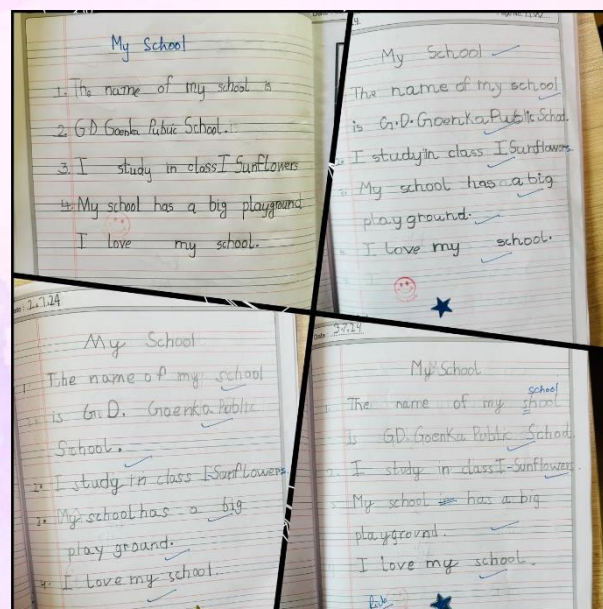 My School
1. The name of my school is
2. G D Goenka Public School.
3. I study in class I Sunflowers
4. My school has a big playground
I love my school.
My School
The name of my school
is G.D. Goenka Public School.
I study in class I Sunflowers
My school has a big
playground.
I love my school.
2.7.24
My School
1. The name of my school
is G.D. Goenka Public
School.
2. I study in class I-Sunflowers
3. My school has a big
play ground.
4. I love my school.
Date: 3.7.24
My School
school
1. The name of my shool
is GD. Goenka Public School.
2. I study in class I-Sunflowers.
3. My school has a big
playground.
I love my school.